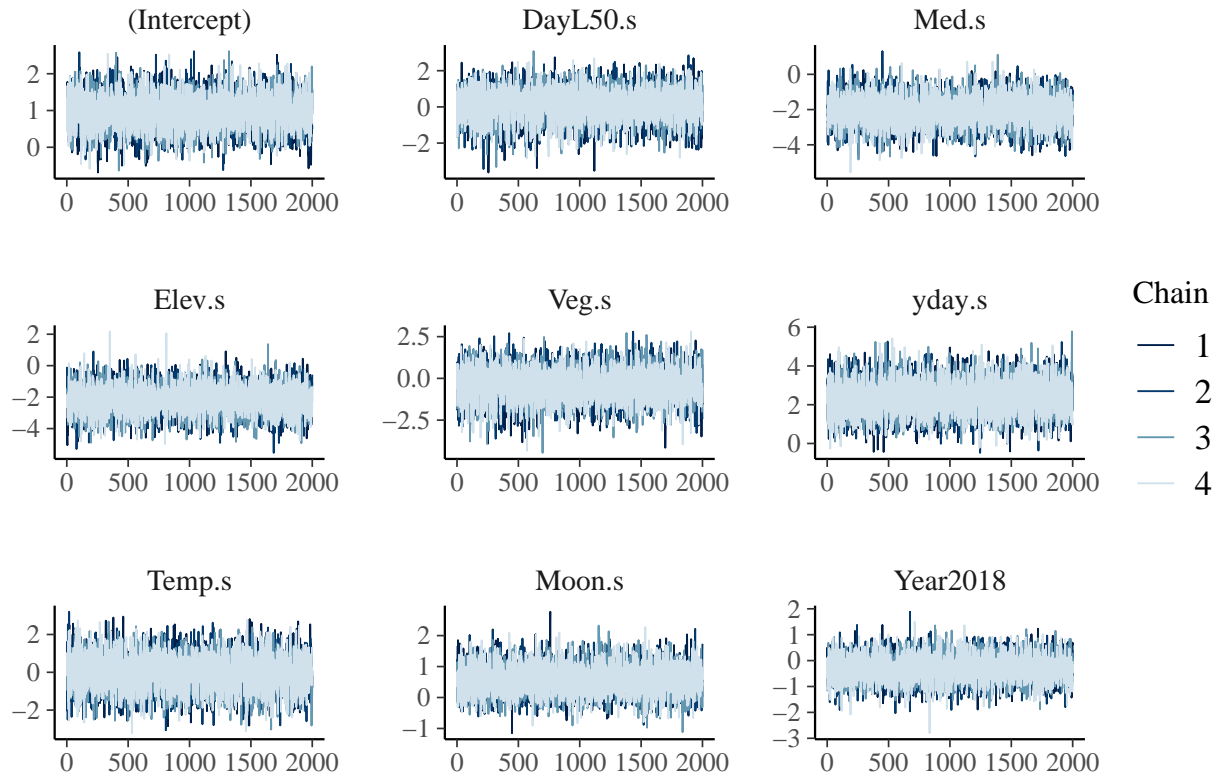 (Intercept) DayL50.s Med.s
2 1 0
2 0 −2
0 −2 −4
0 500 1000 1500 2000 0 500 1000 1500 2000 0 500 1000 1500 2000
Elev.s Veg.s yday.s
2 0 −2 −4
2.5 0.0 −2.5
6 4 2 0
0 500 1000 1500 2000 0 500 1000 1500 2000 0 500 1000 1500 2000
Chain
1
2
3
4
Temp.s Moon.s Year2018
2 0 −2
2 1 0 −1
2 1 0 −1 −2 −3
0 500 1000 1500 2000 0 500 1000 1500 2000 0 500 1000 1500 2000